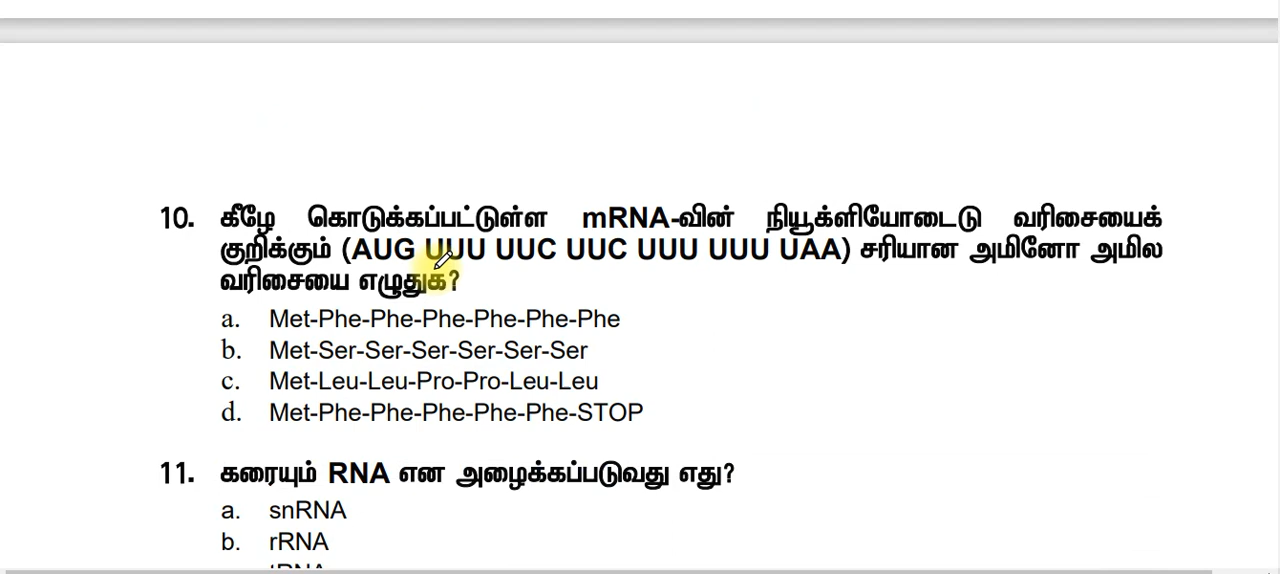 10. கீழே கொடுக்கப்பட்டுள்ள mRNA-வின் நியூக்ளியோடைடு வரிசையைக்
குறிக்கும் (AUG UUU UUC UUC UUU UUU UAA) சரியான அமினோ அமில
வரிசையை எழுதுக?
a. Met-Phe-Phe-Phe-Phe-Phe-Phe
b. Met-Ser-Ser-Ser-Ser-Ser-Ser
c. Met-Leu-Leu-Pro-Pro-Leu-Leu
d. Met-Phe-Phe-Phe-Phe-Phe-STOP
11. கரையும் RNA என அழைக்கப்படுவது எது?
a. snRNA
b. rRNA
tRNA